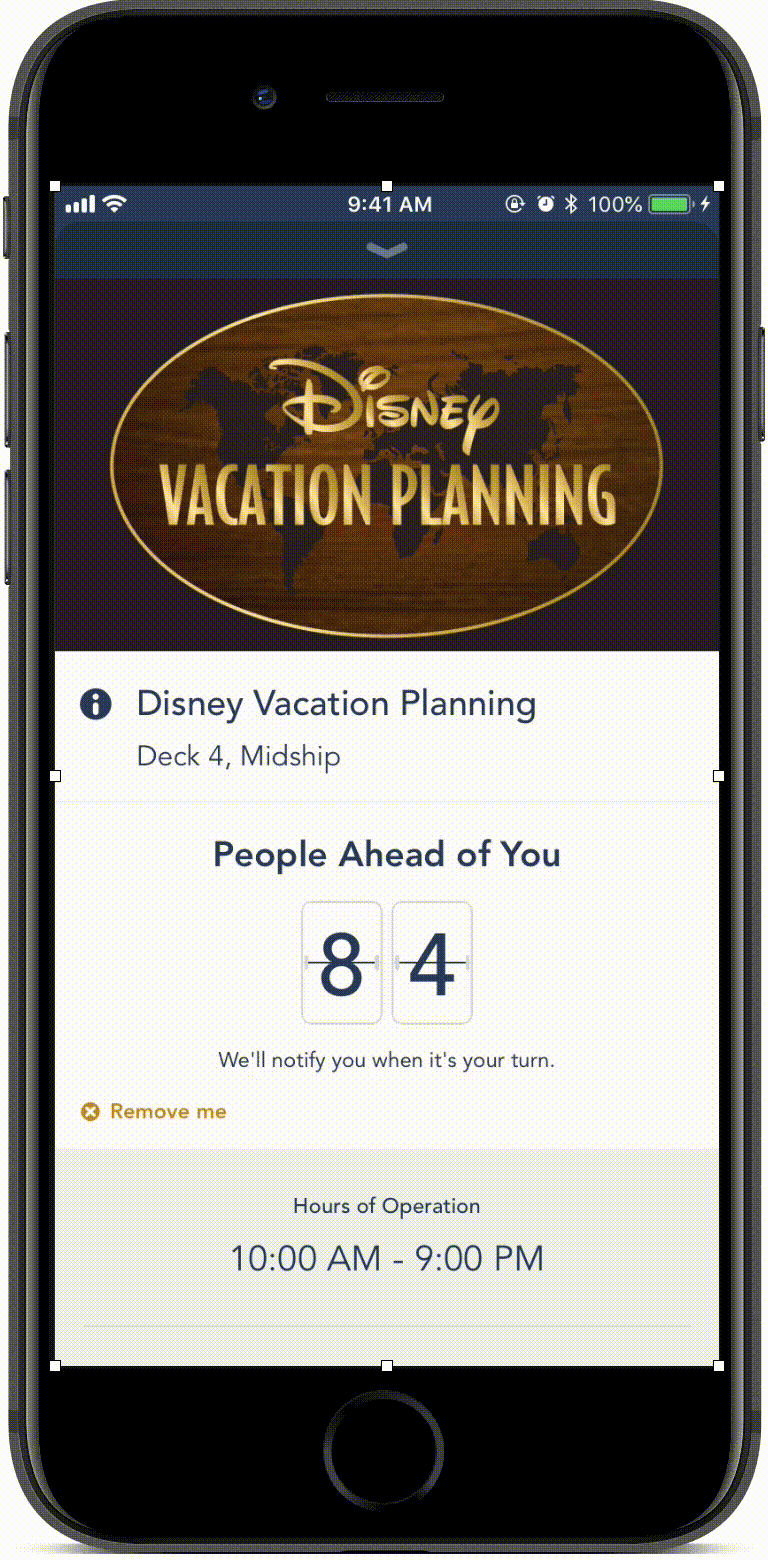 9:41 AM 100%
Disney
VACATION PLANNING
Disney Vacation Planning
Deck 4, Midship
People Ahead of You
8 4
We'll notify you when it's your turn.
Remove me
Hours of Operation
10:00 AM - 9:00 PM